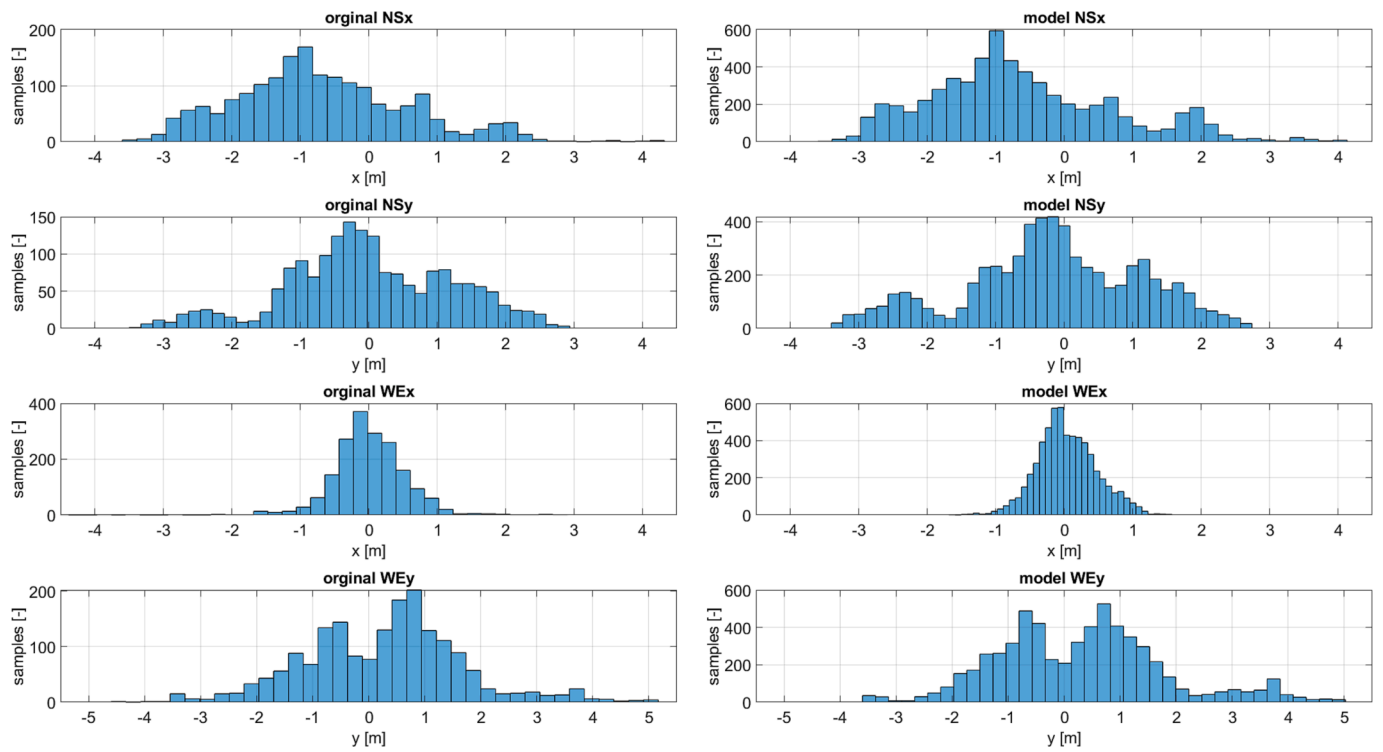 orginal NSx
samples [-]
200
100
0
-4 -3 -2 -1 0 1 2 3 4
x [m]
model NSx
samples [-]
600
400
200
0
-4 -3 -2 -1 0 1 2 3 4
x [m]
orginal NSy
samples [-]
150
100
50
0
-4 -3 -2 -1 0 1 2 3 4
y [m]
model NSy
samples [-]
400
200
0
-4 -3 -2 -1 0 1 2 3 4
y [m]
orginal WEx
samples [-]
400
200
0
-4 -3 -2 -1 0 1 2 3 4
x [m]
model WEx
samples [-]
600
400
200
0
-4 -3 -2 -1 0 1 2 3 4
x [m]
orginal WEy
samples [-]
200
100
0
-5 -4 -3 -2 -1 0 1 2 3 4 5
y [m]
model WEy
samples [-]
600
400
200
0
-5 -4 -3 -2 -1 0 1 2 3 4 5
y [m]